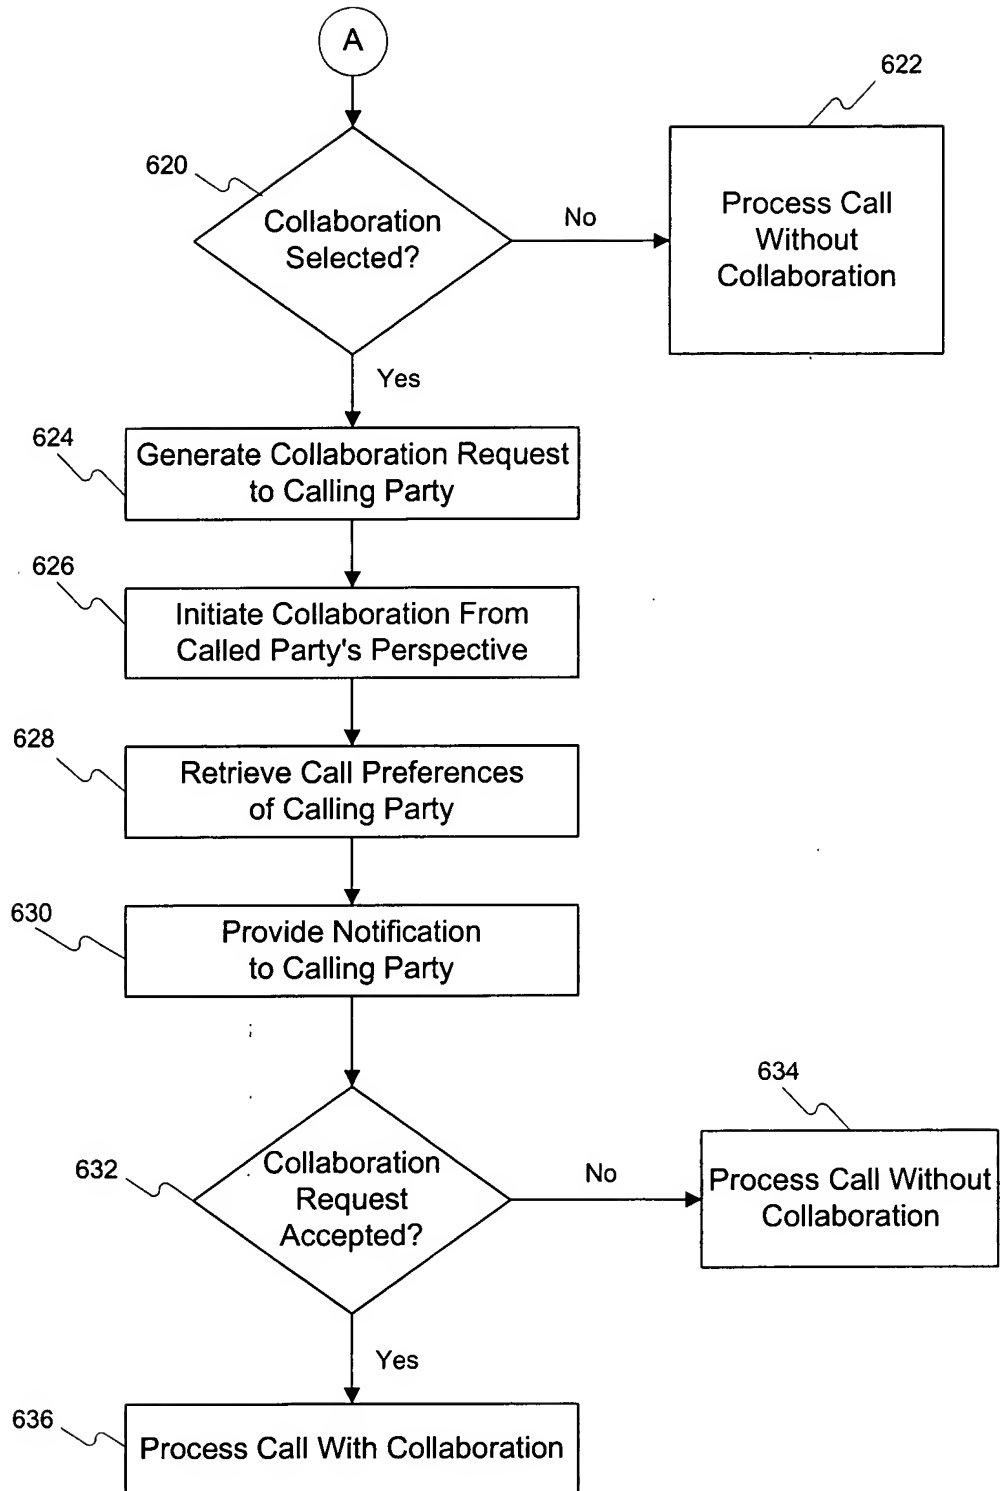 A
622
620
Collaboration
Selected?
No
Process Call
Without
Collaboration
Yes
624
Generate Collaboration Request
to Calling Party
626
Initiate Collaboration From
Called Party's Perspective
628
Retrieve Call Preferences
of Calling Party
630
Provide Notification
to Calling Party
634
632
Collaboration
Request
Accepted?
No
Process Call Without
Collaboration
Yes
636
Process Call With Collaboration